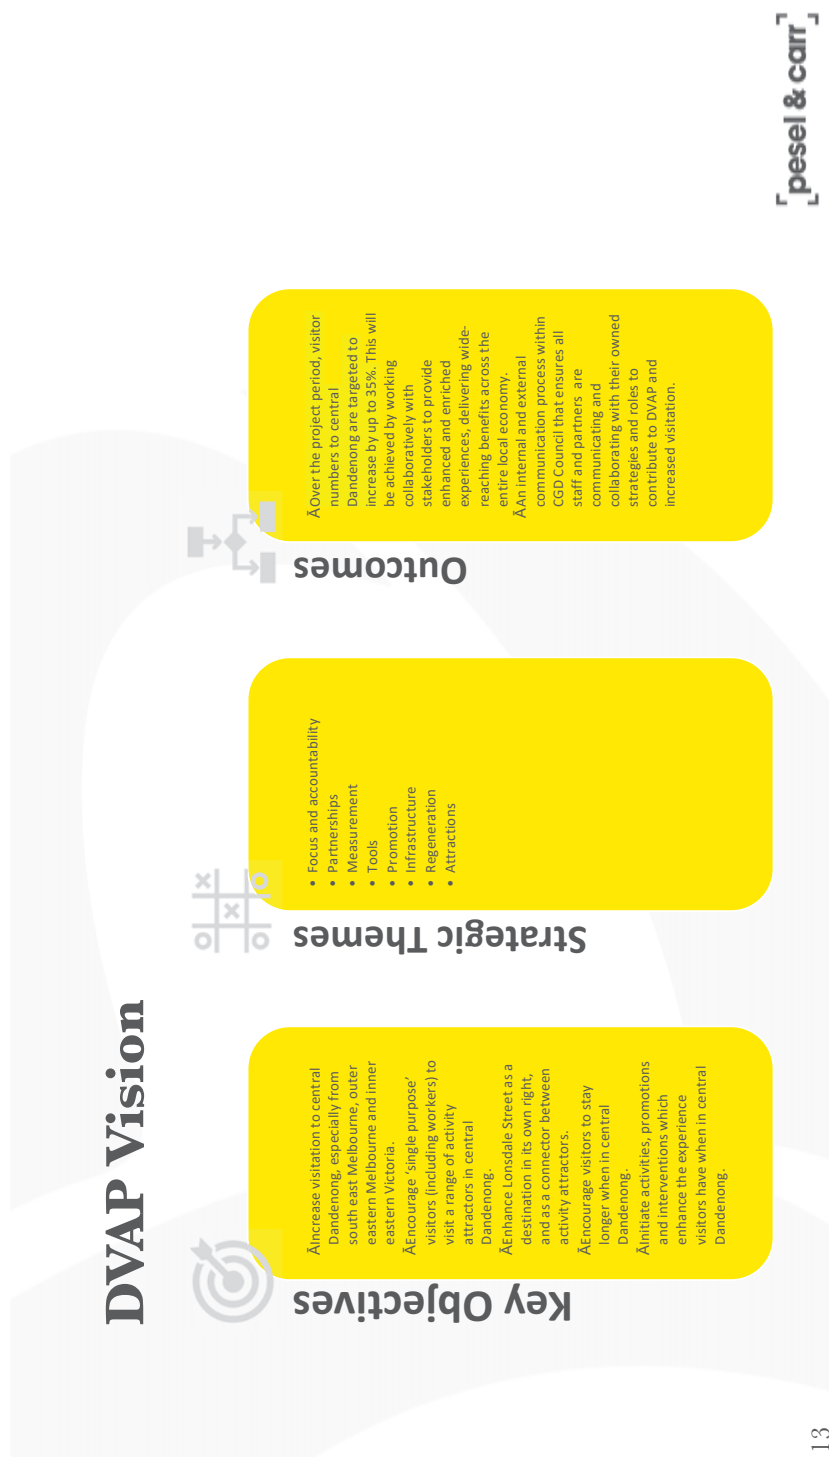 DVAP Vision
Key Objectives
ÄIncrease visitation to central
Dandenong, especially from
south east Melbourne, outer
eastern Melbourne and inner
eastern Victoria.
ÄEncourage ‘single purpose’
visitors (including workers) to
visit a range of activity
attractors in central
Dandenong.
ÄEnhance Lonsdale Street as a
destination in its own right,
and as a connector between
activity attractors.
ÄEncourage visitors to stay
longer when in central
Dandenong.
ÄInitiate activities, promotions
and interventions which
enhance the experience
visitors have when in central
Dandenong.
Strategic Themes
• Focus and accountability
• Partnerships
• Measurement
• Tools
• Promotion
• Infrastructure
• Regeneration
• Attractions
Outcomes
ÄOver the project period, visitor
numbers to central
Dandenong are targeted to
increase by up to 35%. This will
be achieved by working
collaboratively with
stakeholders to provide
enhanced and enriched
experiences, delivering wide-
reaching benefits across the
entire local economy.
ÄAn internal and external
communication process within
CGD Council that ensures all
staff and partners are
communicating and
collaborating with their owned
strategies and roles to
contribute to DVAP and
increased visitation.
13
pesel & carr